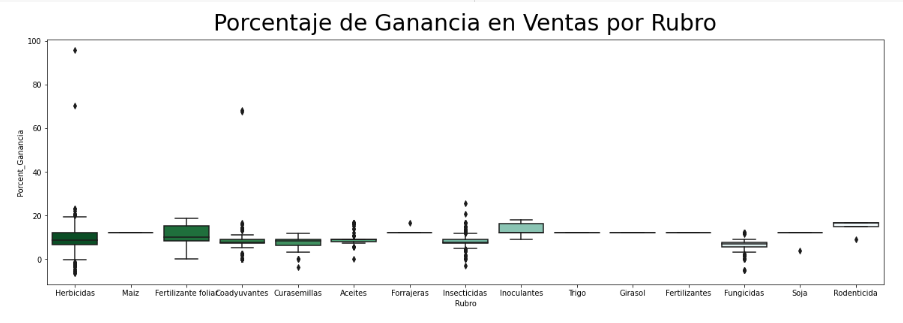 Porcentaje de Ganancia en Ventas por Rubro
100
80
60
40
20
0
Porcent_Ganancia
Herbicidas Maiz Fertilizante foliar Coadyuvantes Curasemillas Aceites Forrajeras Insecticidas Inoculantes Trigo Girasol Fertilizantes Fungicidas Soja Rodenticida
Rubro